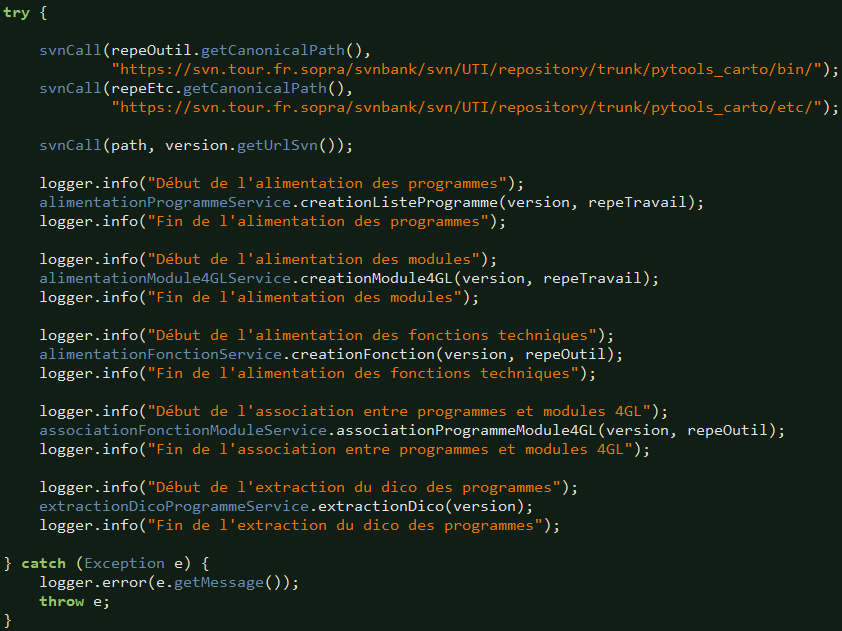 try {
svnCall(repeOutil.getCanonicalPath(),
"https://svn.tour.fr.sopra/svnbank/svn/UTI/repository/trunk/pytools_carto/bin/");
svnCall(repeEtc.getCanonicalPath(),
"https://svn.tour.fr.sopra/svnbank/svn/UTI/repository/trunk/pytools_carto/etc/");
svnCall(path, version.getUrlSvn());
logger.info("Début de l'alimentation des programmes");
alimentationProgrammeService.creationListeProgramme(version, repeTravail);
logger.info("Fin de l'alimentation des programmes");
logger.info("Début de l'alimentation des modules");
alimentationModule4GLService.creationModule4GL(version, repeTravail);
logger.info("Fin de l'alimentation des modules");
logger.info("Début de l'alimentation des fonctions techniques");
alimentationFonctionService.creationFonction(version, repeOutil);
logger.info("Fin de l'alimentation des fonctions techniques");
logger.info("Début de l'association entre programmes et modules 4GL");
associationFonctionModuleService.associationProgrammeModule4GL(version, repeOutil);
logger.info("Fin de l'association entre programmes et modules 4GL");
logger.info("Début de l'extraction du dico des programmes");
extractionDicoProgrammeService.extractionDico(version);
logger.info("Fin de l'extraction du dico des programmes");
} catch (Exception e) {
logger.error(e.getMessage());
throw e;
}